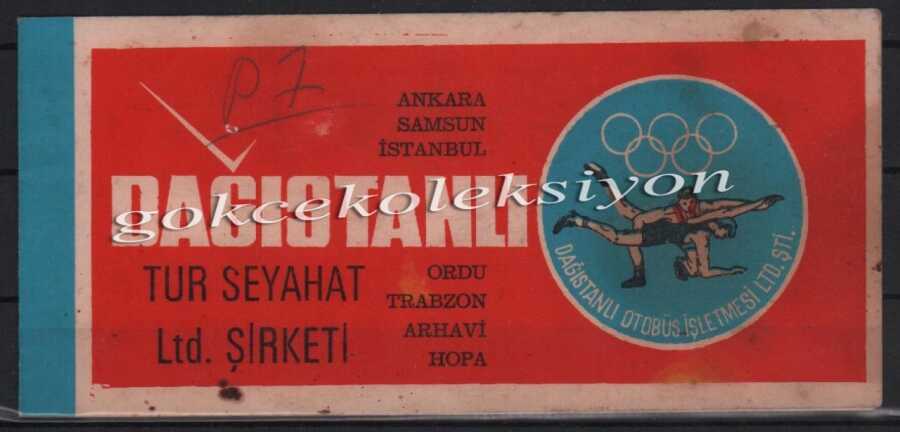 P7
ANKARA
SAMSUN
İSTANBUL
DAĞISTANLI
gokcekoleksiyon
TUR SEYAHAT
Ltd. ŞİRKETİ
ORDU
TRABZON
ARHAVİ
HOPA
DAĞISTANLI OTOBÜS İŞLETMESİ LTD. ŞTİ.